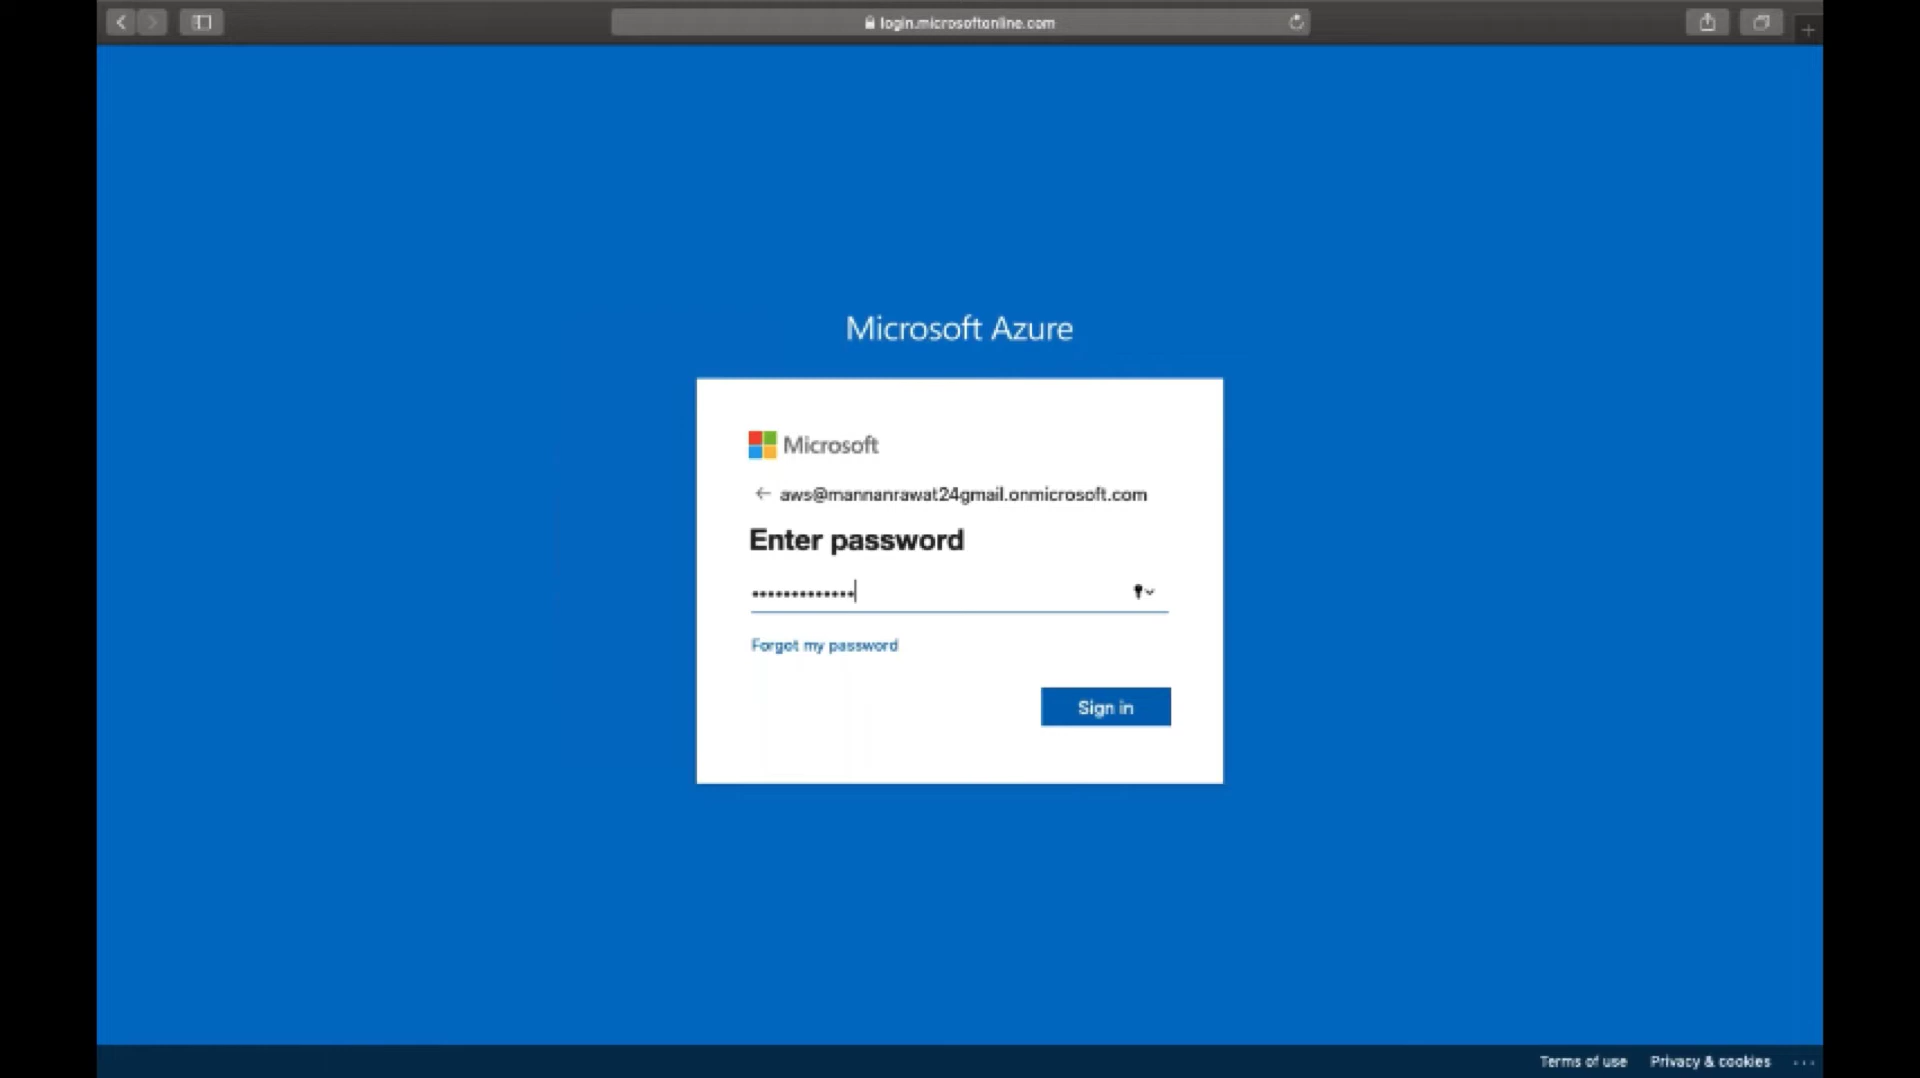 login.microsoftonline.com
Microsoft Azure
Microsoft
aws@mannanrawat24gmail.onmicrosoft.com
Enter password
•••••••••••••
Forgot my password
Sign in
Terms of use Privacy & cookies ...